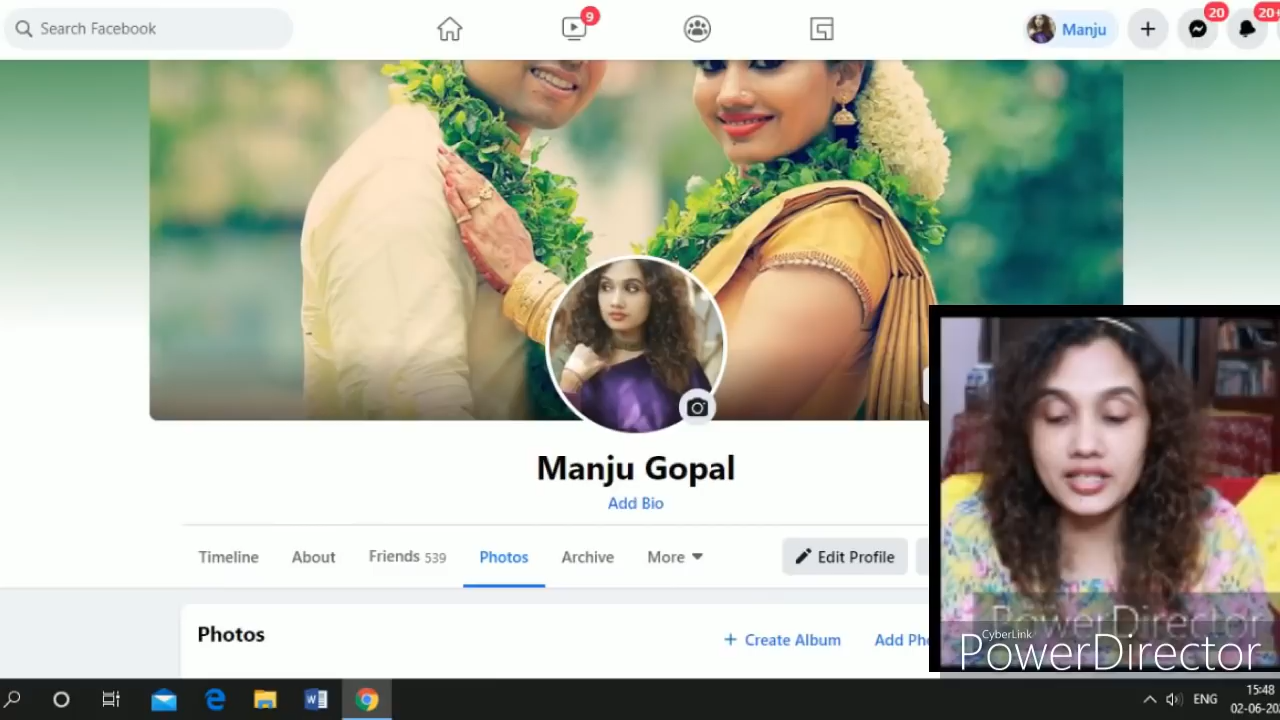 Search Facebook
9
Manju
20
20+
Manju Gopal
Add Bio
Timeline
About
Friends 539
Photos
Archive
More
Edit Profile
Photos
+ Create Album
Add
PowerDirector
CyberLink
PowerDirector
ENG
15:48
02-06-20